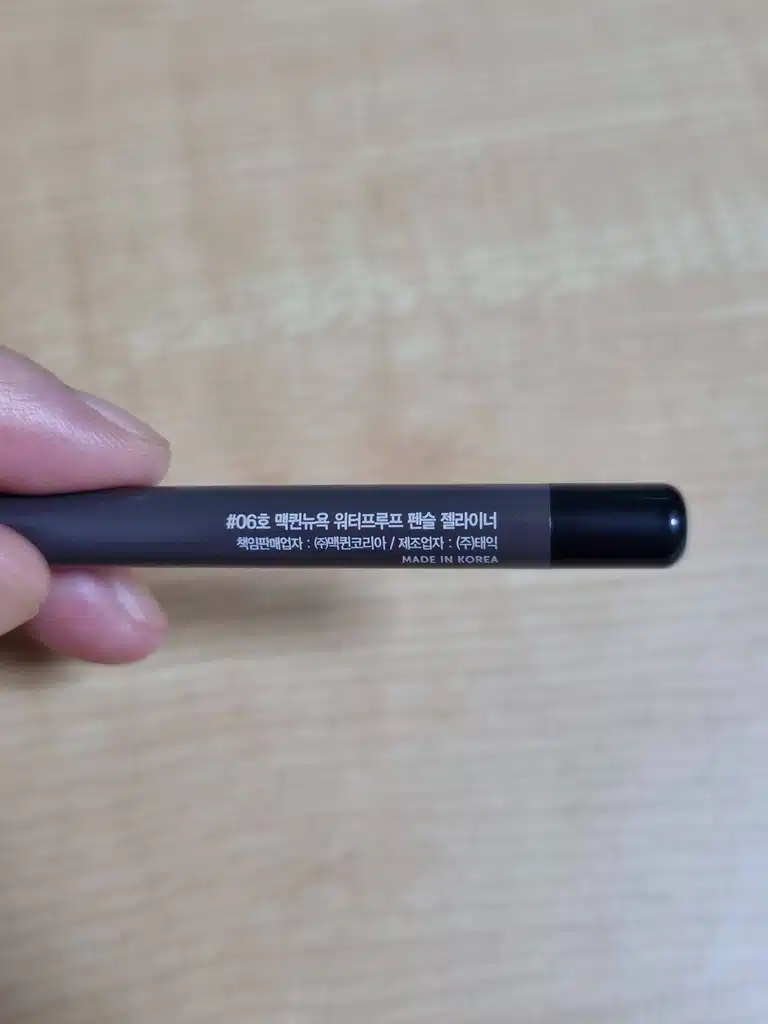 #06호 맥퀸뉴욕 워터프루프 펜슬 젤라이너
책임판매업자 : ㈜맥퀸코리아 / 제조업자 : (주)태익
MADE IN KOREA